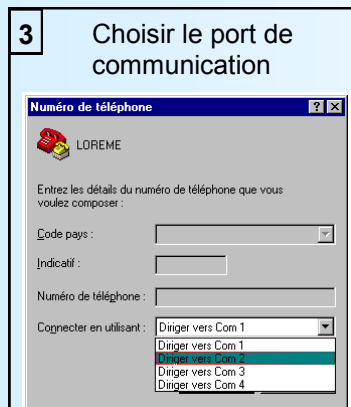 3
Choisir le port de
communication
Numéro de téléphone
LOREME
Entrez les détails du numéro de téléphone que vous
voulez composer :
Code pays :
Indicatif :
Numéro de téléphone :
Connecter en utilisant : Diriger vers Com 1
Diriger vers Com 1
Diriger vers Com 2
Diriger vers Com 3
Diriger vers Com 4